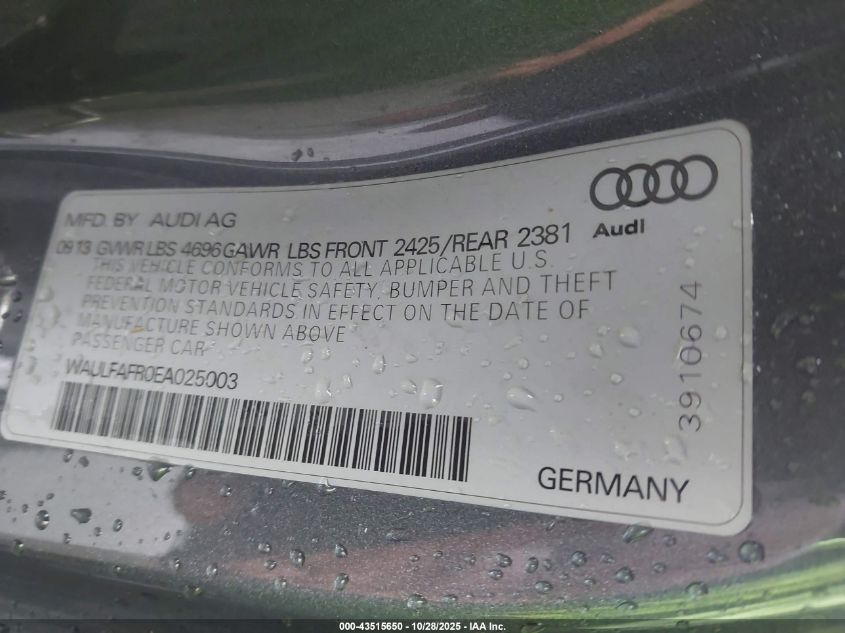 MFD. BY AUDI AG
Audi
09 13 GVWR LBS 4696 GAWR LBS FRONT 2425/REAR 2381
THIS VEHICLE CONFORMS TO ALL APPLICABLE U.S.
FEDERAL MOTOR VEHICLE SAFETY, BUMPER AND THEFT
PREVENTION STANDARDS IN EFFECT ON THE DATE OF
MANUFACTURE SHOWN ABOVE
PASSENGER CAR
WAULFAFR0EA025003
3910674
GERMANY
000-43515650 | 10/28/2025 | IAA Inc.